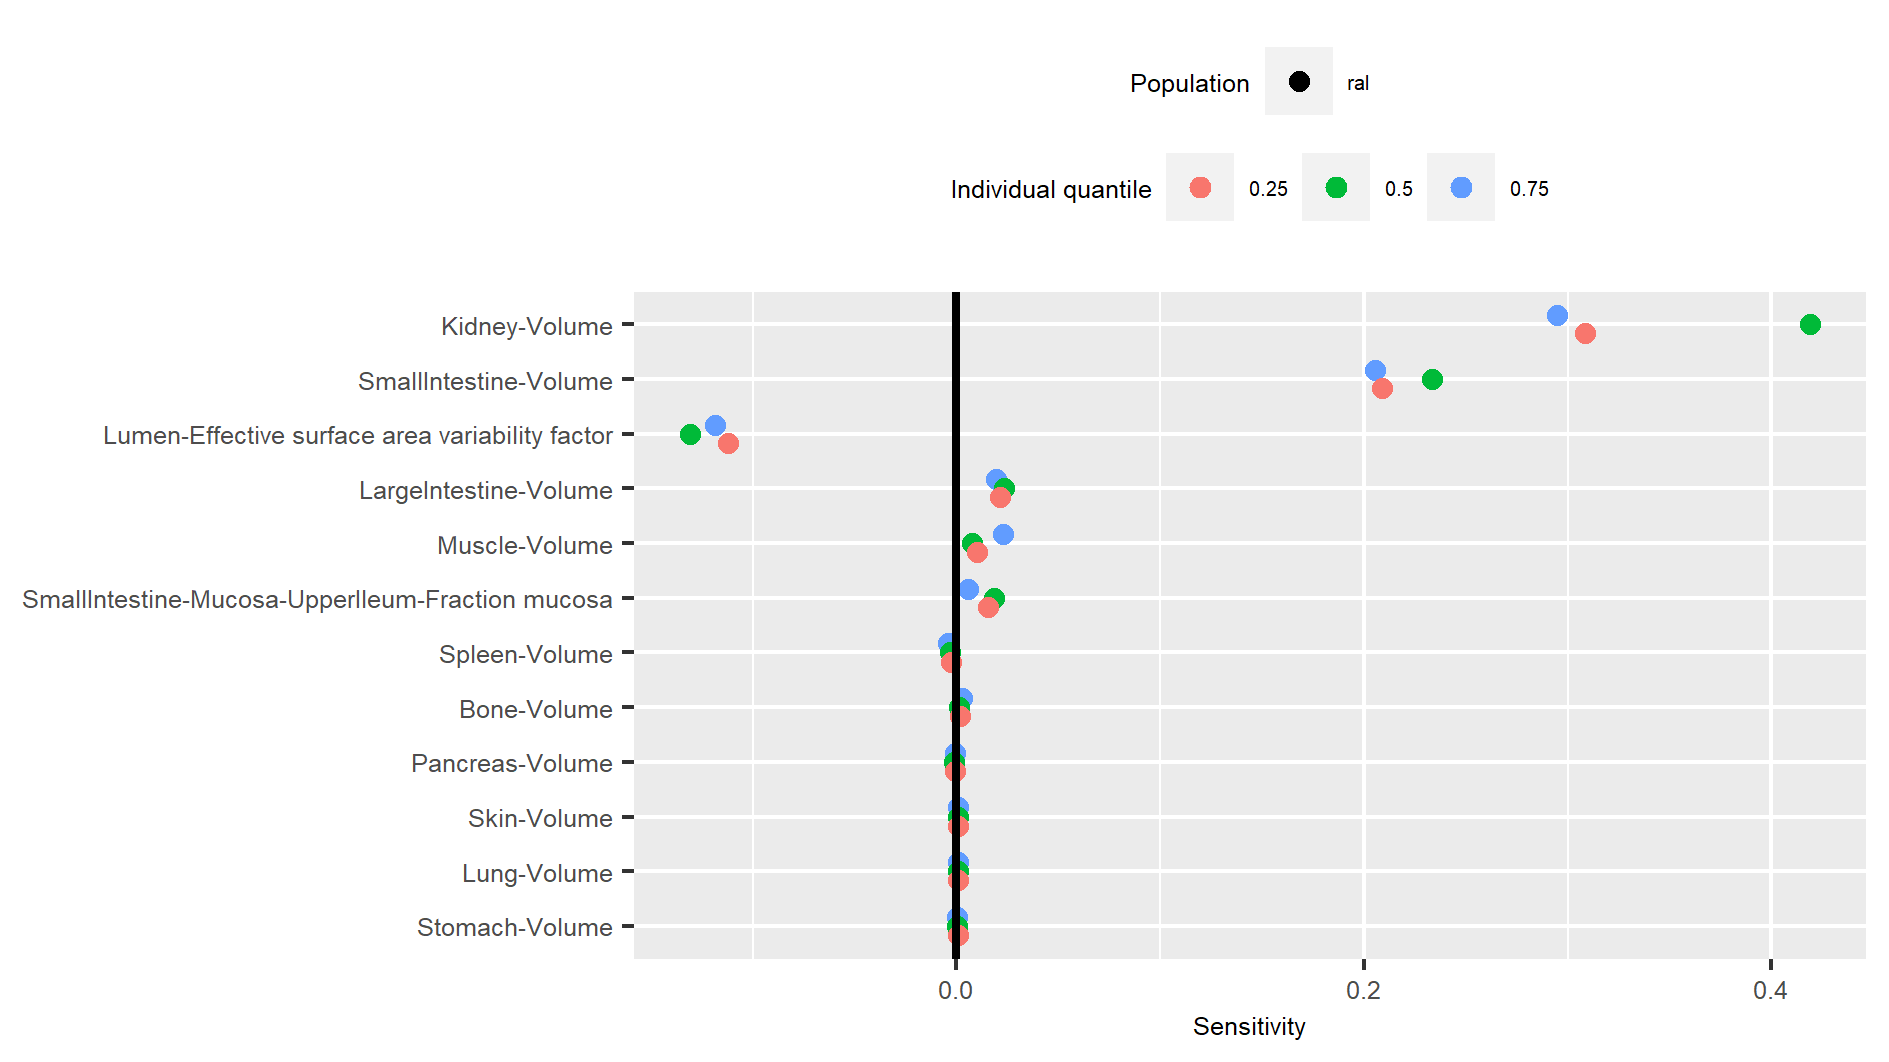 Population ral
Individual quantile 0.25 0.5 0.75
Kidney-Volume
SmallIntestine-Volume
Lumen-Effective surface area variability factor
LargeIntestine-Volume
Muscle-Volume
SmallIntestine-Mucosa-UpperIleum-Fraction mucosa
Spleen-Volume
Bone-Volume
Pancreas-Volume
Skin-Volume
Lung-Volume
Stomach-Volume
0.0 0.2 0.4
Sensitivity